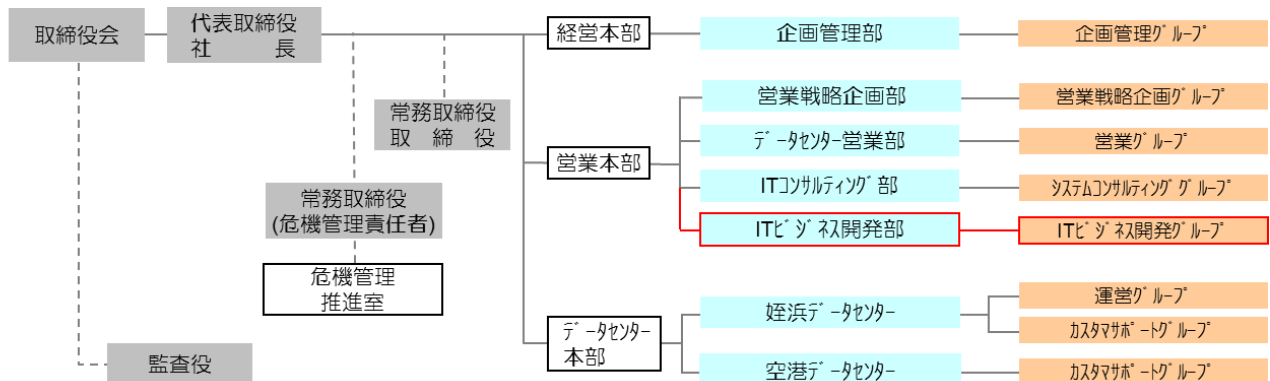 取締役会
代表取締役
社長
常務取締役
取締役
常務取締役
(危機管理責任者)
危機管理
推進室
監査役
経営本部
企画管理部
企画管理ｸﾞﾙｰﾌﾟ
営業本部
営業戦略企画部
営業戦略企画ｸﾞﾙｰﾌﾟ
ﾃﾞｰﾀｾﾝﾀｰ営業部
営業ｸﾞﾙｰﾌﾟ
ITｺﾝｻﾙﾃｨﾝｸﾞ部
ｼｽﾃﾑｺﾝｻﾙﾃｨﾝｸﾞｸﾞﾙｰﾌﾟ
ITﾋﾞｼﾞﾈｽ開発部
ITﾋﾞｼﾞﾈｽ開発ｸﾞﾙｰﾌﾟ
ﾃﾞｰﾀｾﾝﾀｰ
本部
姪浜ﾃﾞｰﾀｾﾝﾀｰ
運営ｸﾞﾙｰﾌﾟ
ｶｽﾀﾏｻﾎﾟｰﾄｸﾞﾙｰﾌﾟ
空港ﾃﾞｰﾀｾﾝﾀｰ
ｶｽﾀﾏｻﾎﾟｰﾄｸﾞﾙｰﾌﾟ